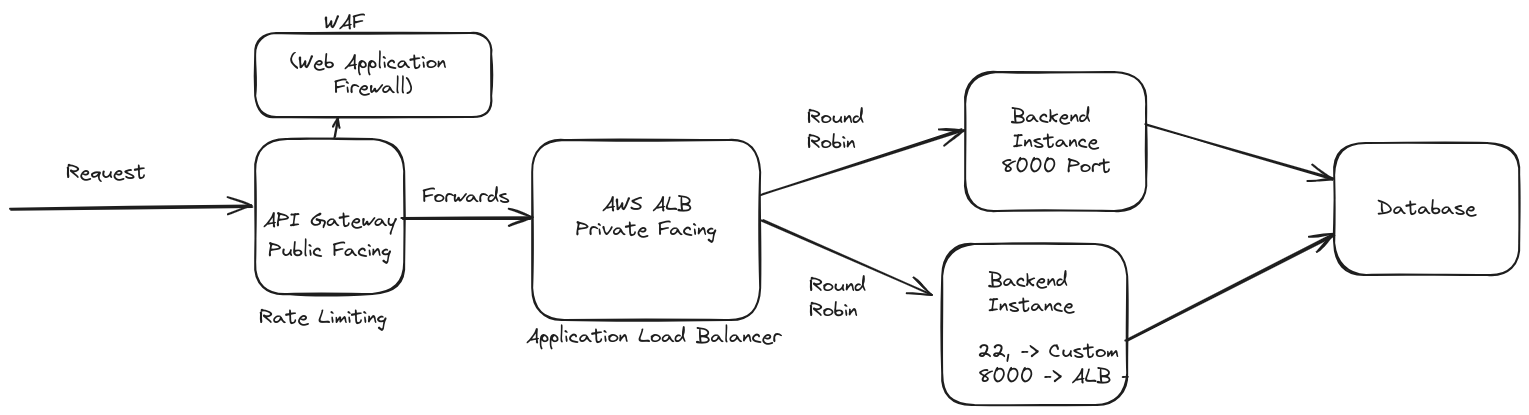 WAF
(Web Application
Firewall)
Request
API Gateway
Public Facing
Rate Limiting
Forwards
AWS ALB
Private Facing
Application Load Balancer
Round
Robin
Round
Robin
Backend
Instance
8000 Port
Backend
Instance
22, -> Custom
8000 -> ALB -
Database